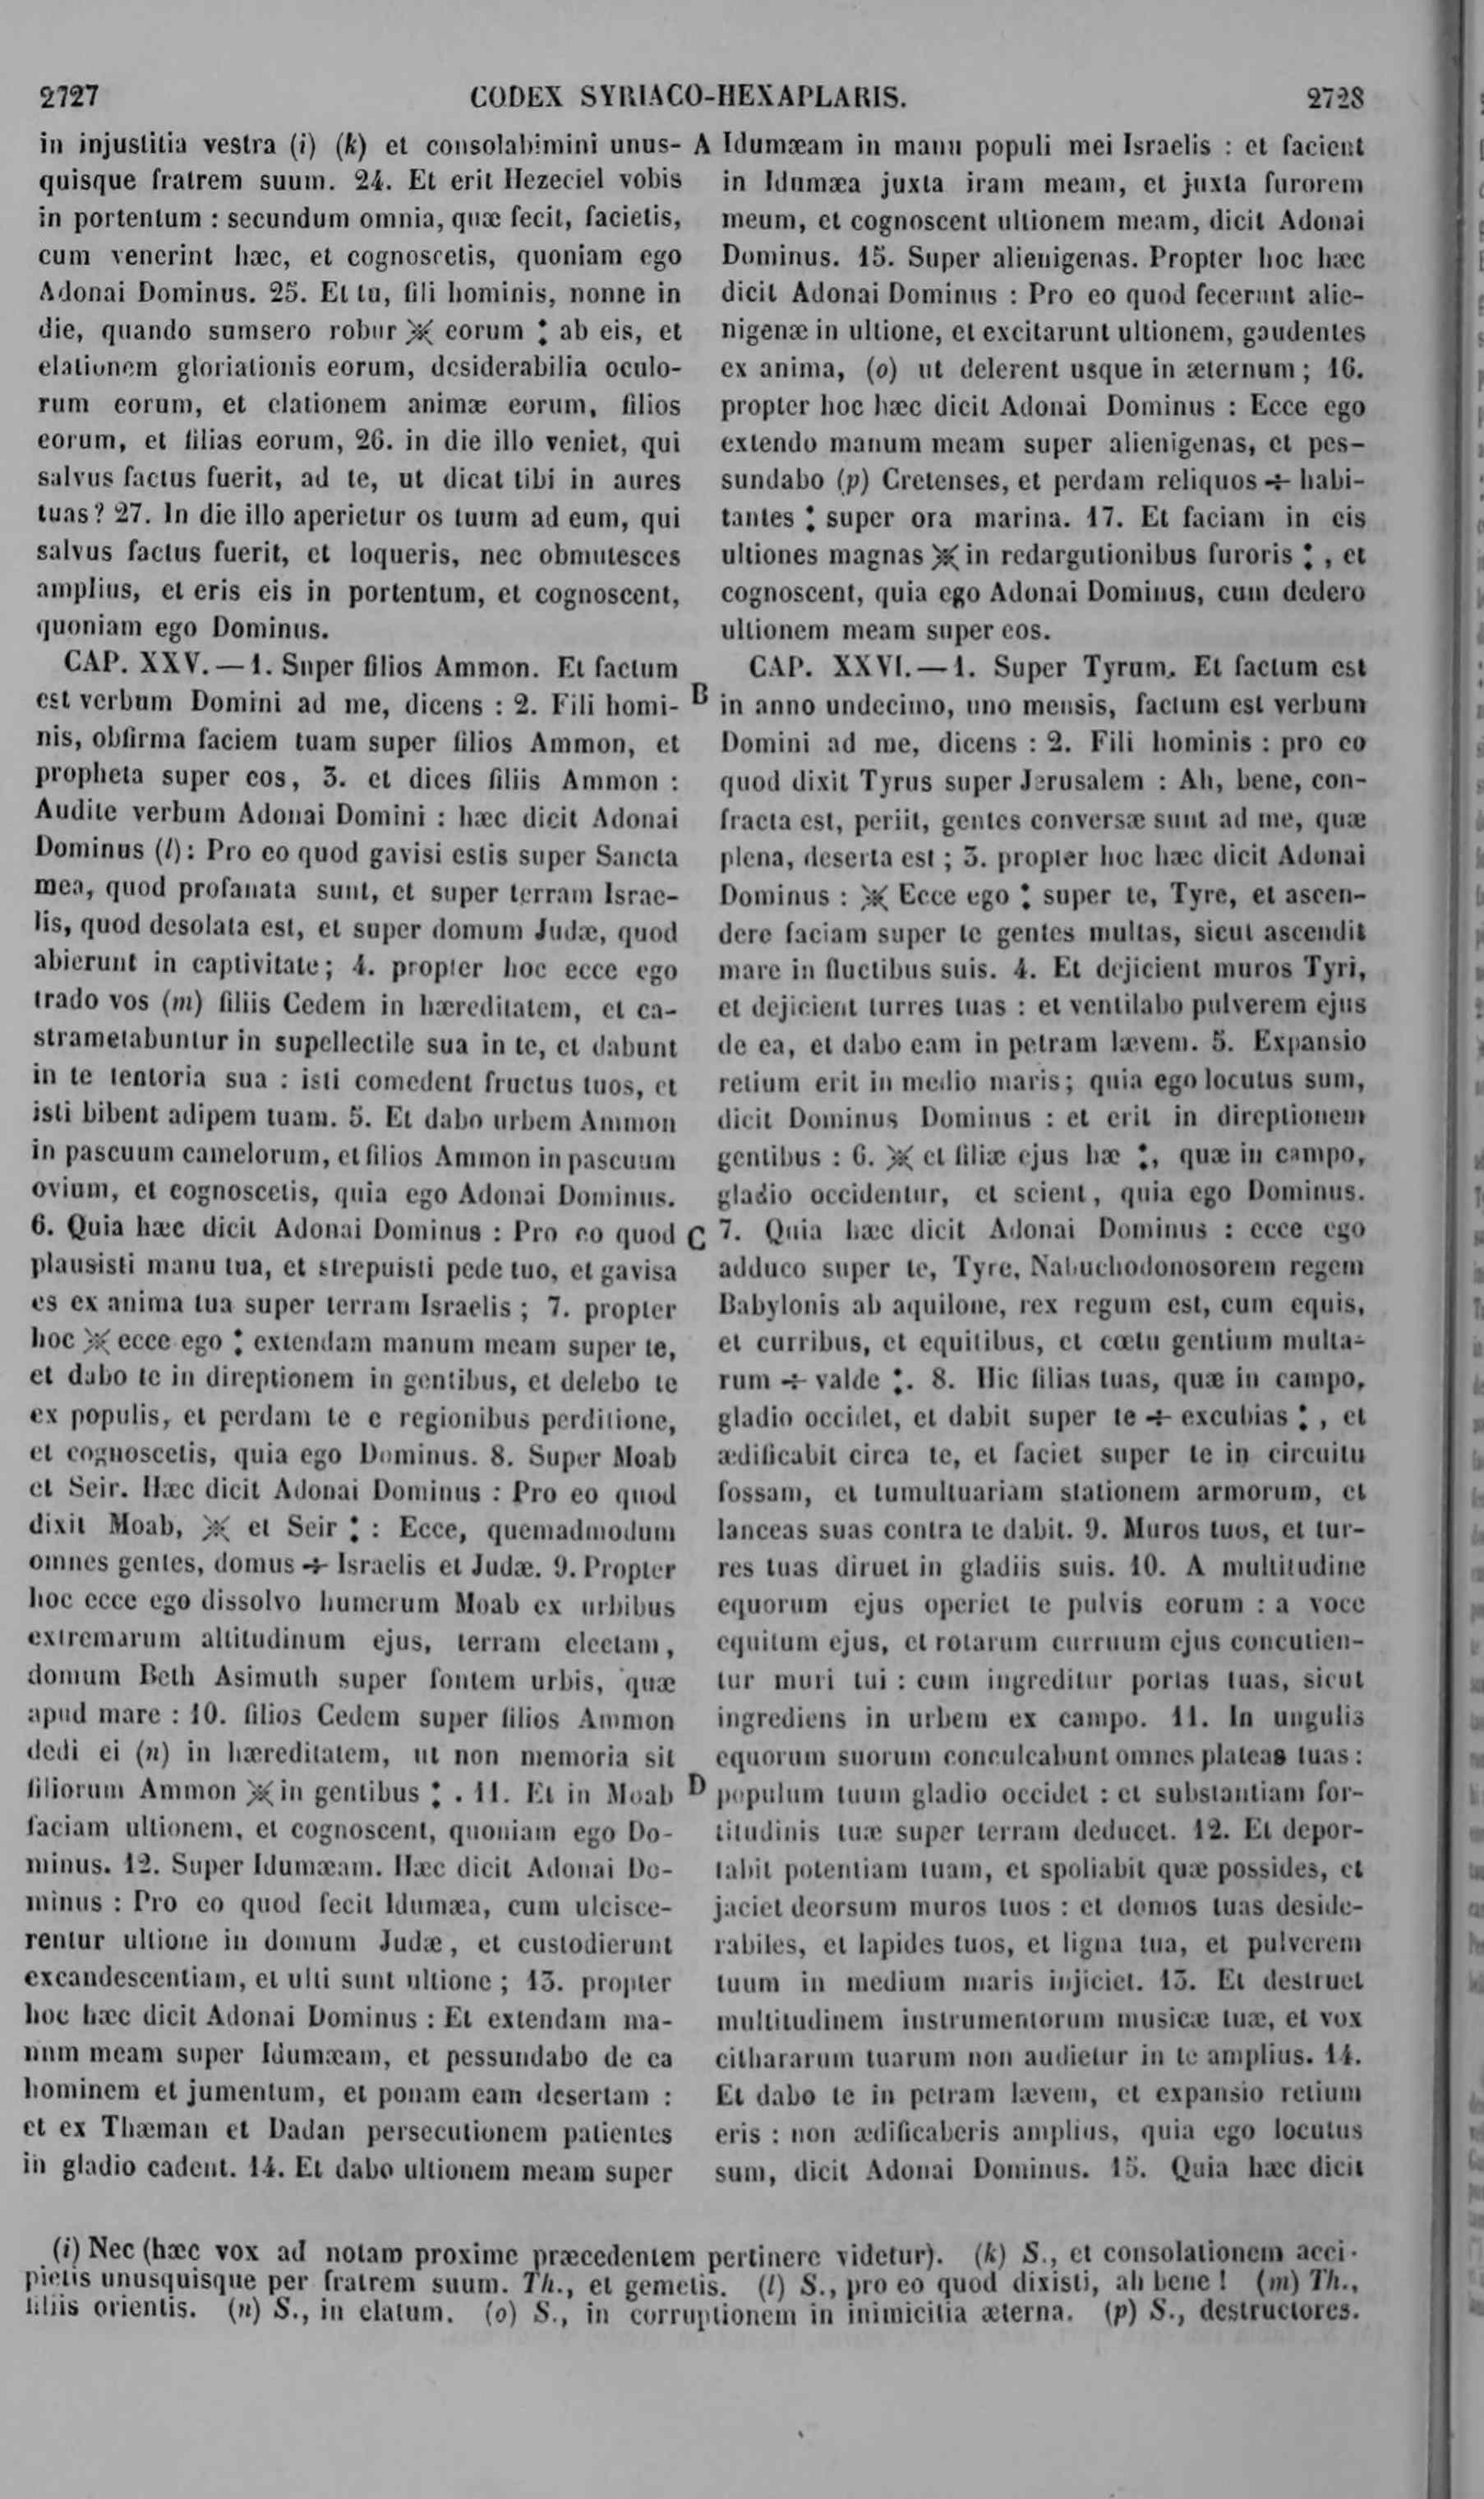 2727 CODEX SYRIACO-HEXAPLARIS. 2728
in injustitia vestra (i) (k) et consolabimini unus-
quisque fratrem suum. 24. Et erit Hezeciel vobis
in portentum : secundum omnia, quæ fecit, facietis,
cum venerint hæc, et cognoscetis, quoniam ego
Adonai Dominus. 25. Et tu, fili hominis, nonne in
die, quando sumsero robur ※ eorum ⁚ ab eis, et
elationem gloriationis eorum, desiderabilia oculo-
rum eorum, et elationem animæ eorum, filios
eorum, et filias eorum, 26. in die illo veniet, qui
salvus factus fuerit, ad te, ut dicat tibi in aures
tuas? 27. In die illo aperietur os tuum ad eum, qui
salvus factus fuerit, et loqueris, nec obmutesces
amplius, et eris eis in portentum, et cognoscent,
quoniam ego Dominus.
CAP. XXV. — 1. Super filios Ammon. Et factum
est verbum Domini ad me, dicens : 2. Fili homi-
nis, obfirma faciem tuam super filios Ammon, et
propheta super eos, 3. et dices filiis Ammon :
Audite verbum Adonai Domini : hæc dicit Adonai
Dominus (l) : Pro eo quod gavisi estis super Sancta
mea, quod profanata sunt, et super terram Israe-
lis, quod desolata est, et super domum Judæ, quod
abierunt in captivitate; 4. propter hoc ecce ego
trado vos (m) filiis Cedem in hæreditatem, et ca-
strametabuntur in supellectile sua in te, et dabunt
in te tentoria sua : isti comedent fructus tuos, et
isti bibent adipem tuam. 5. Et dabo urbem Ammon
in pascuum camelorum, et filios Ammon in pascuum
ovium, et cognoscetis, quia ego Adonai Dominus.
6. Quia hæc dicit Adonai Dominus : Pro eo quod
plausisti manu tua, et strepuisti pede tuo, et gavisa
es ex anima tua super terram Israelis ; 7. propter
hoc ※ ecce ego ⁚ extendam manum meam super te,
et dabo te in direptionem in gentibus, et delebo te
ex populis, et perdam te e regionibus perditione,
et cognoscetis, quia ego Dominus. 8. Super Moab
et Seir. Hæc dicit Adonai Dominus : Pro eo quod
dixit Moab, ※ et Seir ⁚ : Ecce, quemadmodum
omnes gentes, domus ÷ Israelis et Judæ. 9. Propter
hoc ecce ego dissolvo humerum Moab ex urbibus
extremarum altitudinum ejus, terram electam,
domum Beth Asimuth super fontem urbis, quæ
apud mare : 10. filios Cedem super filios Ammon
dedi ei (n) in hæreditatem, ut non memoria sit
filiorum Ammon ※ in gentibus ⁚ . 11. Et in Moab
faciam ultionem, et cognoscent, quoniam ego Do-
minus. 12. Super Idumæam. Hæc dicit Adonai Do-
minus : Pro eo quod fecit Idumæa, cum ulcisce-
rentur ultione in domum Judæ, et custodierunt
excandescentiam, et ulti sunt ultione ; 13. propter
hoc hæc dicit Adonai Dominus : Et extendam ma-
num meam super Idumæam, et pessundabo de ea
hominem et jumentum, et ponam eam desertam :
et ex Thæman et Dadan persecutionem patientes
in gladio cadent. 14. Et dabo ultionem meam super
A
B
C
D
Idumæam in manu populi mei Israelis : et facient
in Idumæa juxta iram meam, et juxta furorem
meum, et cognoscent ultionem meam, dicit Adonai
Dominus. 15. Super alienigenas. Propter hoc hæc
dicit Adonai Dominus : Pro eo quod fecerunt alie-
nigenæ in ultione, et excitarunt ultionem, gaudentes
ex anima, (o) ut delerent usque in æternum ; 16.
propter hoc hæc dicit Adonai Dominus : Ecce ego
extendo manum meam super alienigenas, et pes-
sundabo (p) Cretenses, et perdam reliquos ÷ habi-
tantes ⁚ super ora marina. 17. Et faciam in eis
ultiones magnas ※ in redargutionibus furoris ⁚ , et
cognoscent, quia ego Adonai Dominus, cum dedero
ultionem meam super eos.
CAP. XXVI. — 1. Super Tyrum. Et factum est
in anno undecimo, uno mensis, factum est verbum
Domini ad me, dicens : 2. Fili hominis : pro eo
quod dixit Tyrus super Jerusalem : Ah, bene, con-
fracta est, periit, gentes conversæ sunt ad me, quæ
plena, deserta est ; 3. propter hoc hæc dicit Adonai
Dominus : ※ Ecce ego ⁚ super te, Tyre, et ascen-
dere faciam super te gentes multas, sicut ascendit
mare in fluctibus suis. 4. Et dejicient muros Tyri,
et dejicient turres tuas : et ventilabo pulverem ejus
de ea, et dabo eam in petram lævem. 5. Expansio
retium erit in medio maris; quia ego locutus sum,
dicit Dominus Dominus : et erit in direptionem
gentibus : 6. ※ et filiæ ejus hæ ⁚, quæ in campo,
gladio occidentur, et scient, quia ego Dominus.
7. Quia hæc dicit Adonai Dominus : ecce ego
adduco super te, Tyre, Nabuchodonosorem regem
Babylonis ab aquilone, rex regum est, cum equis,
et curribus, et equitibus, et cœtu gentium multa-
rum ÷ valde ⁚. 8. Hic filias tuas, quæ in campo,
gladio occidet, et dabit super te ÷ excubias ⁚ , et
ædificabit circa te, et faciet super te in circuitu
fossam, et tumultuariam stationem armorum, et
lanceas suas contra te dabit. 9. Muros tuos, et tur-
res tuas diruet in gladiis suis. 10. A multitudine
equorum ejus operiet te pulvis eorum : a voce
equitum ejus, et rotarum curruum ejus concutien-
tur muri tui : cum ingreditur portas tuas, sicut
ingrediens in urbem ex campo. 11. In ungulis
equorum suorum conculcabunt omnes plateas tuas :
populum tuum gladio occidet : et substantiam for-
titudinis tuæ super terram deducet. 12. Et depor-
tabit potentiam tuam, et spoliabit quæ possides, et
jaciet deorsum muros tuos : et domos tuas deside-
rabiles, et lapides tuos, et ligna tua, et pulverem
tuum in medium maris injiciet. 13. Et destruet
multitudinem instrumentorum musicæ tuæ, et vox
cithararum tuarum non audietur in te amplius. 14.
Et dabo te in petram lævem, et expansio retium
eris : non ædificaberis amplius, quia ego locutus
sum, dicit Adonai Dominus. 15. Quia hæc dicit
(i) Nec (hæc vox ad notam proxime præcedentem pertinere videtur). (k) S., et consolationem acci-
pietis unusquisque per fratrem suum. Th., et gemetis. (l) S., pro eo quod dixisti, ah bene ! (m) Th.,
filiis orientis. (n) S., in elatum. (o) S., in corruptionem in inimicitia æterna. (p) S., destructores.